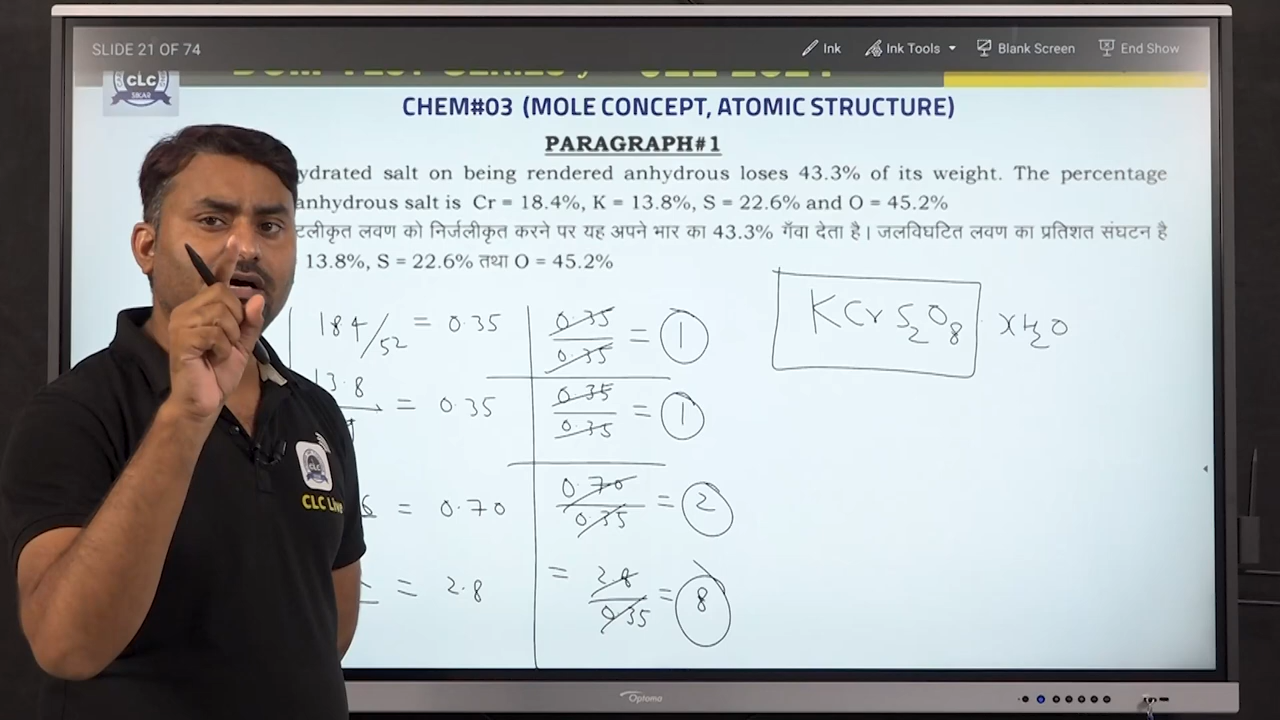 SLIDE 21 OF 74
Ink
Ink Tools
Blank Screen
End Show
CLC
SIKAR
CHEM#03 (MOLE CONCEPT, ATOMIC STRUCTURE)
PARAGRAPH#1
ydrated salt on being rendered anhydrous loses 43.3% of its weight. The percentage
anhydrous salt is Cr = 18.4%, K = 13.8%, S = 22.6% and O = 45.2%
टलीकृत लवण को निर्जलीकृत करने पर यह अपने भार का 43.3% गँवा देता है। जलविघटित लवण का प्रतिशत संघटन है
13.8%, S = 22.6% तथा O = 45.2%
18.4/52 = 0.35
0.35/0.35 = 1
KCrS2O8 . XH2O
13.8 = 0.35
0.35/0.35 = 1
6 = 0.70
0.70/0.35 = 2
= 2.8
= 2.8/0.35 = 8
CLC
CLC Live
Optoma